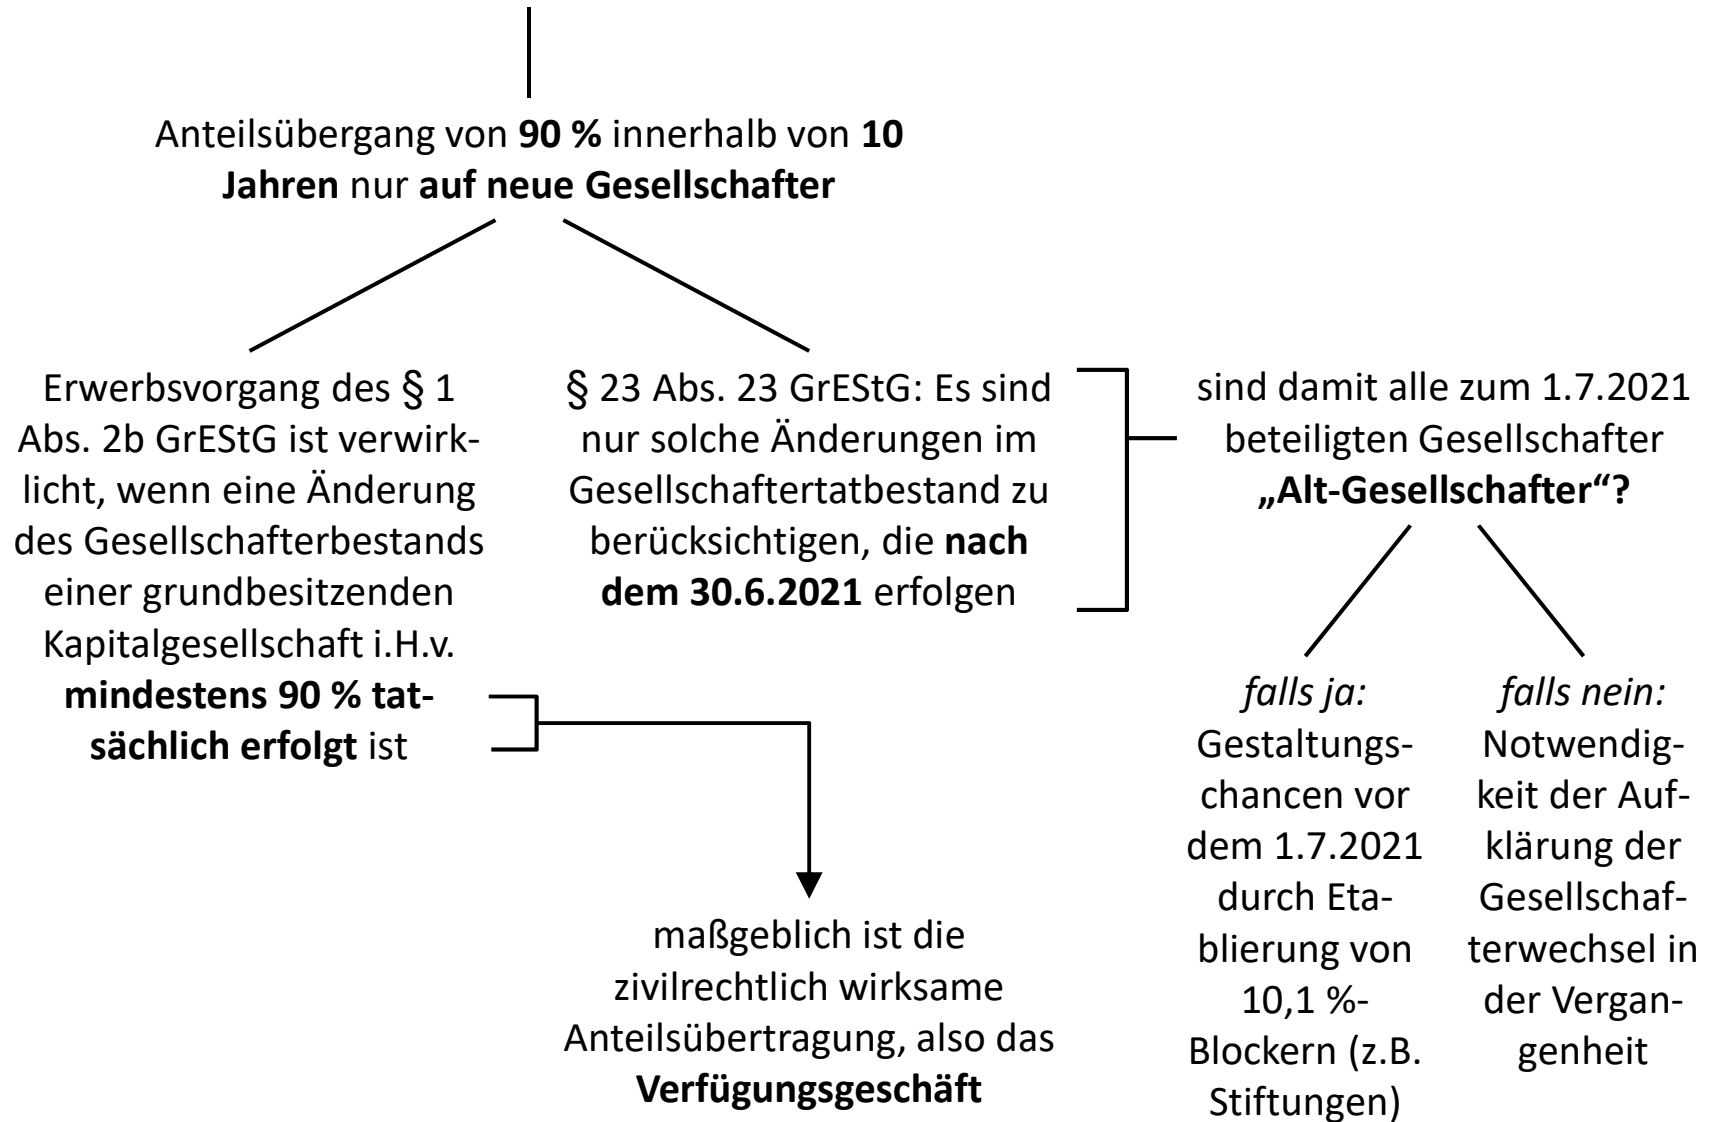 Anteilsübergang von 90 % innerhalb von 10
Jahren nur auf neue Gesellschafter
Erwerbsvorgang des § 1
Abs. 2b GrEStG ist verwirk-
licht, wenn eine Änderung
des Gesellschafterbestands
einer grundbesitzenden
Kapitalgesellschaft i.H.v.
mindestens 90 % tat-
sächlich erfolgt ist
§ 23 Abs. 23 GrEStG: Es sind
nur solche Änderungen im
Gesellschaftertatbestand zu
berücksichtigen, die nach
dem 30.6.2021 erfolgen
sind damit alle zum 1.7.2021
beteiligten Gesellschafter
„Alt-Gesellschafter“?
maßgeblich ist die
zivilrechtlich wirksame
Anteilsübertragung, also das
Verfügungsgeschäft
falls ja:
Gestaltungs-
chancen vor
dem 1.7.2021
durch Eta-
blierung von
10,1 %-
Blockern (z.B.
Stiftungen)
falls nein:
Notwendig-
keit der Auf-
klärung der
Gesellschaf-
terwechsel in
der Vergan-
genheit